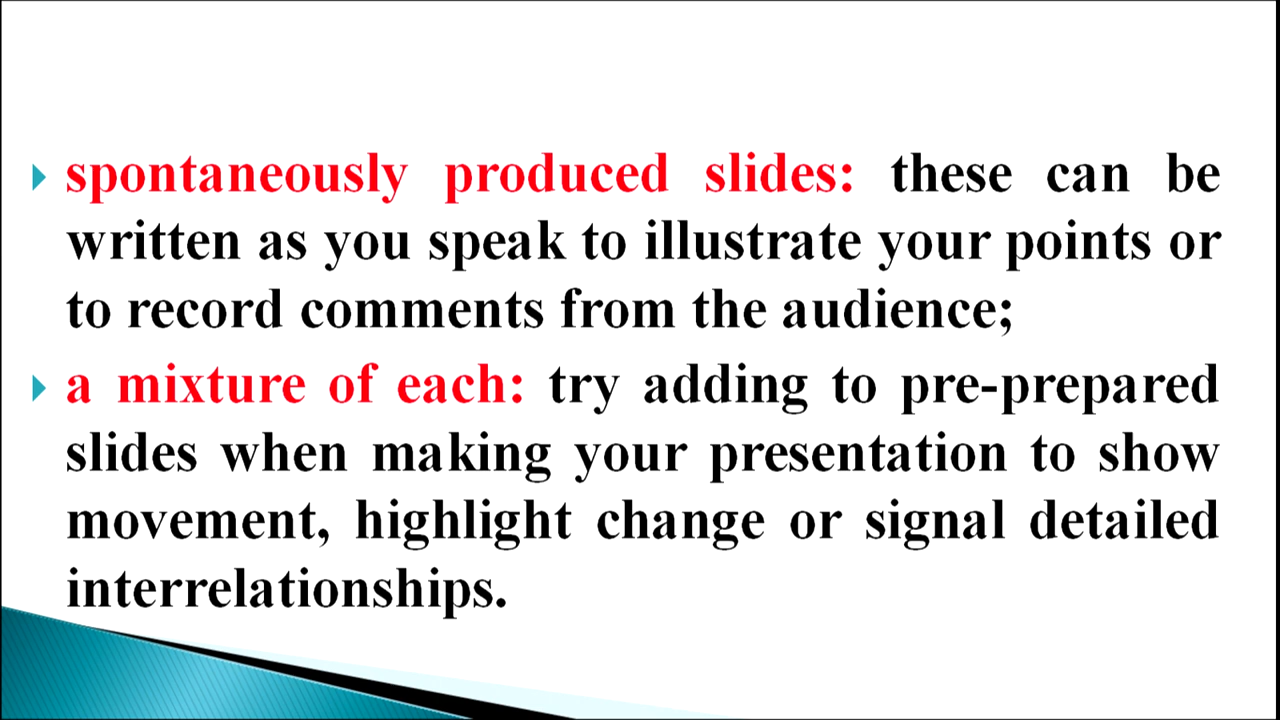 spontaneously produced slides: these can be
written as you speak to illustrate your points or
to record comments from the audience;
a mixture of each: try adding to pre-prepared
slides when making your presentation to show
movement, highlight change or signal detailed
interrelationships.